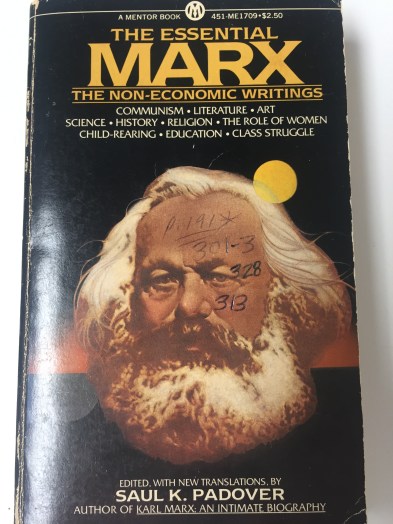 A MENTOR BOOK
M
451-ME1709•$2.50
THE ESSENTIAL
MARX
THE NON-ECONOMIC WRITINGS
COMMUNISM • LITERATURE • ART
SCIENCE • HISTORY • RELIGION • THE ROLE OF WOMEN
CHILD-REARING • EDUCATION • CLASS STRUGGLE
301-3
328
313
EDITED, WITH NEW TRANSLATIONS, BY
SAUL K. PADOVER
AUTHOR OF KARL MARX: AN INTIMATE BIOGRAPHY